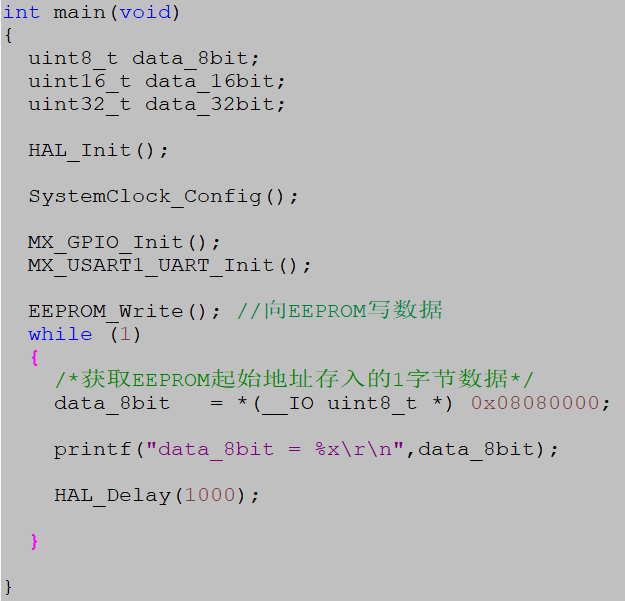 int main(void)
{
  uint8_t data_8bit;
  uint16_t data_16bit;
  uint32_t data_32bit;
  HAL_Init();
  SystemClock_Config();
  MX_GPIO_Init();
  MX_USART1_UART_Init();
  EEPROM_Write(); //向EEPROM写数据
  while (1)
  {
    /*获取EEPROM起始地址存入的1字节数据*/
    data_8bit   = *(__IO uint8_t *) 0x08080000;
    printf("data_8bit = %x\r\n",data_8bit);
    HAL_Delay(1000);
  }
}